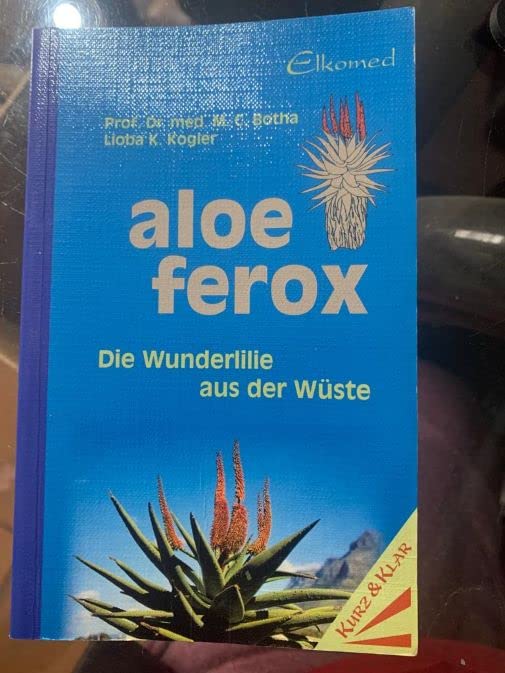 Elkomed
Prof. Dr. med. M. C. Botha
Lioba K. Kogler
aloe
ferox
Die Wunderlilie
aus der Wüste
KURZ & KLAR